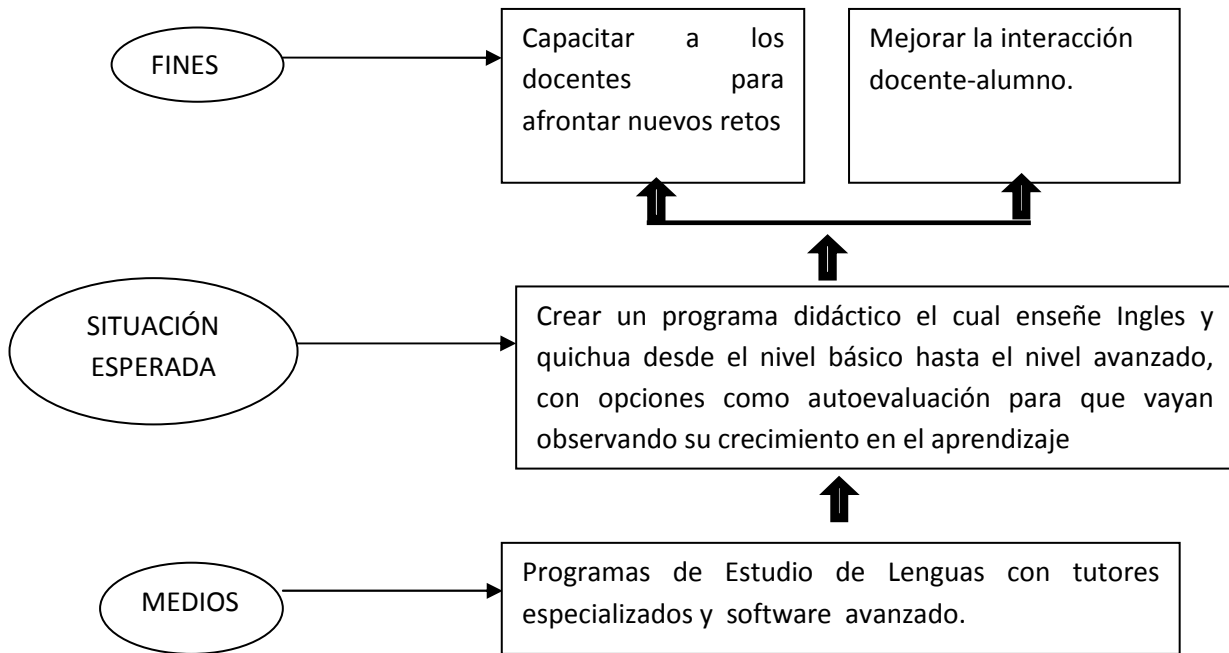 FINES
Capacitar a los
docentes para
afrontar nuevos retos
Mejorar la interacción
docente-alumno.
SITUACIÓN
ESPERADA
Crear un programa didáctico el cual enseñe Ingles y
quichua desde el nivel básico hasta el nivel avanzado,
con opciones como autoevaluación para que vayan
observando su crecimiento en el aprendizaje
MEDIOS
Programas de Estudio de Lenguas con tutores
especializados y software avanzado.